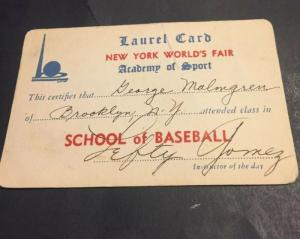 Laurel Card
NEW YORK WORLD'S FAIR
Academy of Sport
This certifies that George Malmgren
of Brooklyn, N.Y. attended class in
SCHOOL of BASEBALL
Lefty Gomez
Instructor of the day